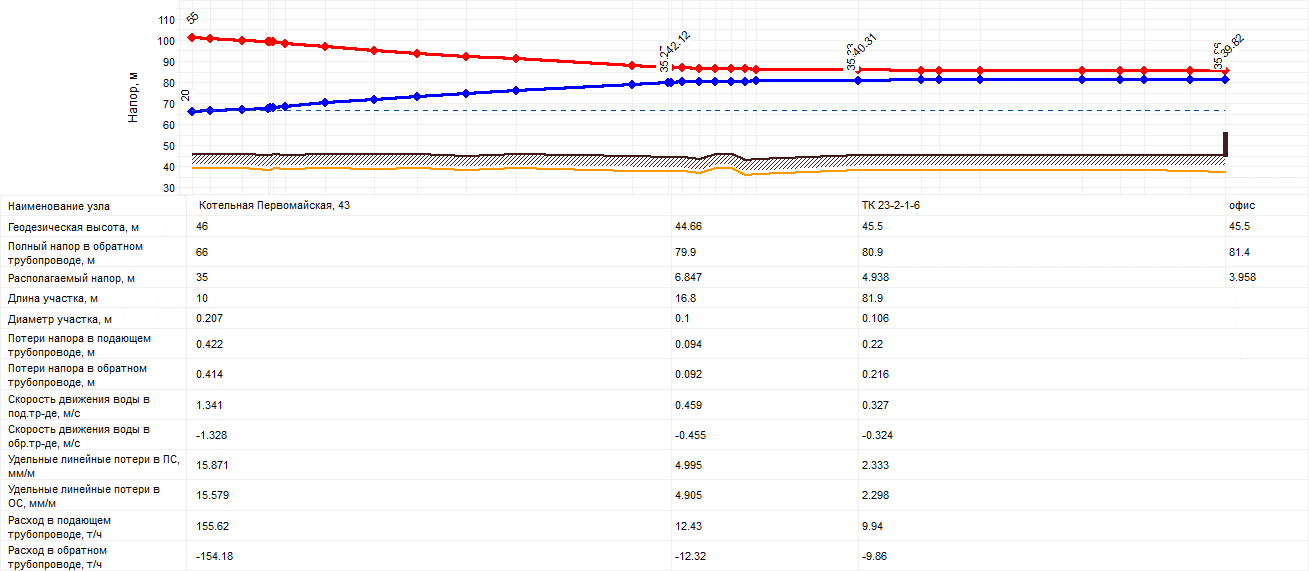 Напор, м
110
100
90
80
70
60
50
40
30
55
20
42.12
40.31
39.82
Наименование узла Котельная Первомайская, 43 ТК 23-2-1-6 офис
Геодезическая высота, м 46 44.66 45.5 45.5
Полный напор в обратном
трубопроводе, м 66 79.9 80.9 81.4
Располагаемый напор, м 35 6.847 4.938 3.958
Длина участка, м 10 16.8 81.9
Диаметр участка, м 0.207 0.1 0.106
Потери напора в подающем
трубопроводе, м 0.422 0.094 0.22
Потери напора в обратном
трубопроводе, м 0.414 0.092 0.216
Скорость движения воды в
под.тр-де, м/с 1.341 0.459 0.327
Скорость движения воды в
обр.тр-де, м/с -1.328 -0.455 -0.324
Удельные линейные потери в ПС,
мм/м 15.871 4.995 2.333
Удельные линейные потери в
ОС, мм/м 15.579 4.905 2.298
Расход в подающем
трубопроводе, т/ч 155.62 12.43 9.94
Расход в обратном
трубопроводе, т/ч -154.18 -12.32 -9.86